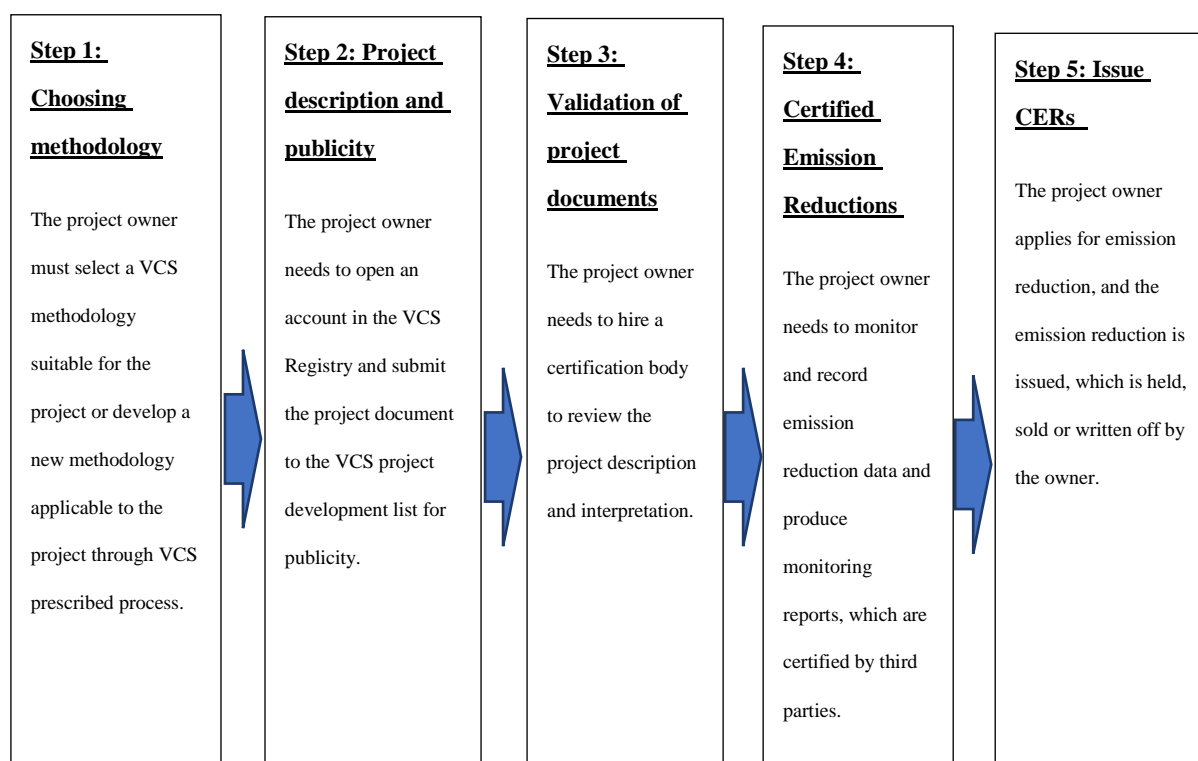 Step 1:
Choosing
methodology
The project owner
must select a VCS
methodology
suitable for the
project or develop a
new methodology
applicable to the
project through VCS
prescribed process.
Step 2: Project
description and
publicity
The project owner
needs to open an
account in the VCS
Registry and submit
the project document
to the VCS project
development list for
publicity.
Step 3:
Validation of
project
documents
The project owner
needs to hire a
certification body
to review the
project description
and interpretation.
Step 4:
Certified
Emission
Reductions
The project owner
needs to monitor
and record
emission
reduction data and
produce
monitoring
reports, which are
certified by third
parties.
Step 5: Issue
CERs
The project owner
applies for emission
reduction, and the
emission reduction is
issued, which is held,
sold or written off by
the owner.